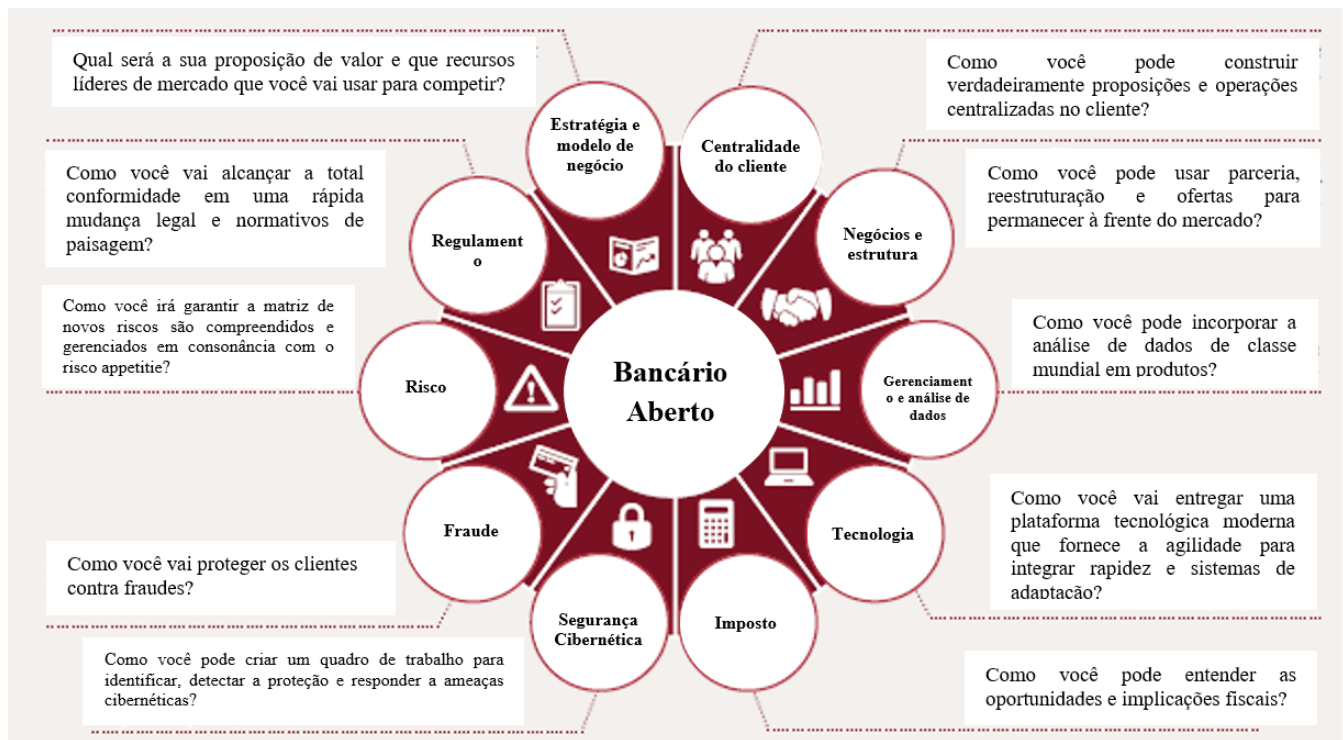 Qual será a sua proposição de valor e que recursos
líderes de mercado que você vai usar para competir?
Como você pode construir
verdadeiramente proposições e operações
centralizadas no cliente?
Estratégia e
modelo de
negócio
Centralidade
do cliente
Como você vai alcançar a total
conformidade em uma rápida
mudança legal e normativos de
paisagem?
Como você pode usar parceria,
reestruturação e ofertas para
permanecer à frente do mercado?
Regulament
o
Negócios e
estrutura
Como você irá garantir a matriz de
novos riscos são compreendidos e
gerenciados em consonância com o
risco appetitie?
Como você pode incorporar a
análise de dados de classe
mundial em produtos?
Risco
Bancário
Aberto
Gerenciament
o e análise de
dados
Fraude
Tecnologia
Como você vai entregar uma
plataforma tecnológica moderna
que fornece a agilidade para
integrar rapidez e sistemas de
adaptação?
Como você vai proteger os clientes
contra fraudes?
Segurança
Cibernética
Imposto
Como você pode criar um quadro de trabalho para
identificar, detectar a proteção e responder a ameaças
cibernéticas?
Como você pode entender as
oportunidades e implicações fiscais?